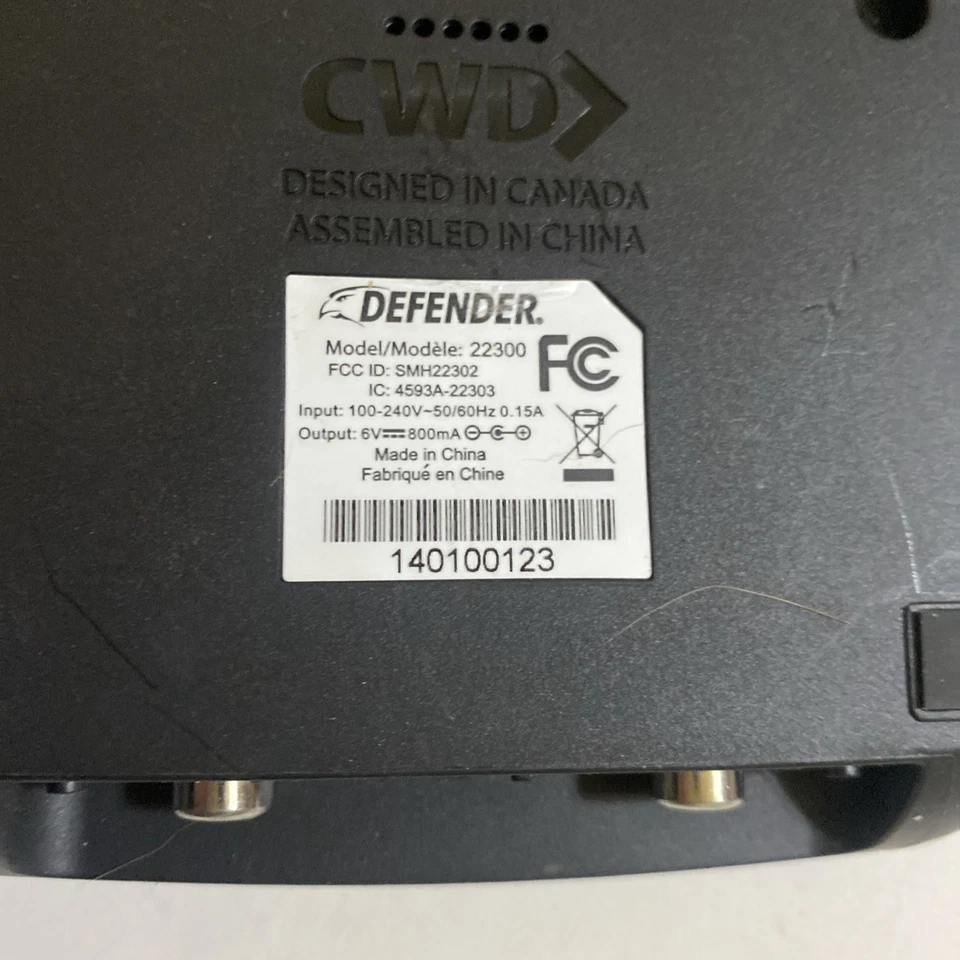 CWD
DESIGNED IN CANADA
ASSEMBLED IN CHINA
DEFENDER.
Model/Modèle: 22300
FC
FCC ID: SMH22302
IC: 4593A-22303
Input: 100-240V~50/60Hz 0.15A
Output: 6V⎓800mA
Made in China
Fabriqué en Chine
140100123